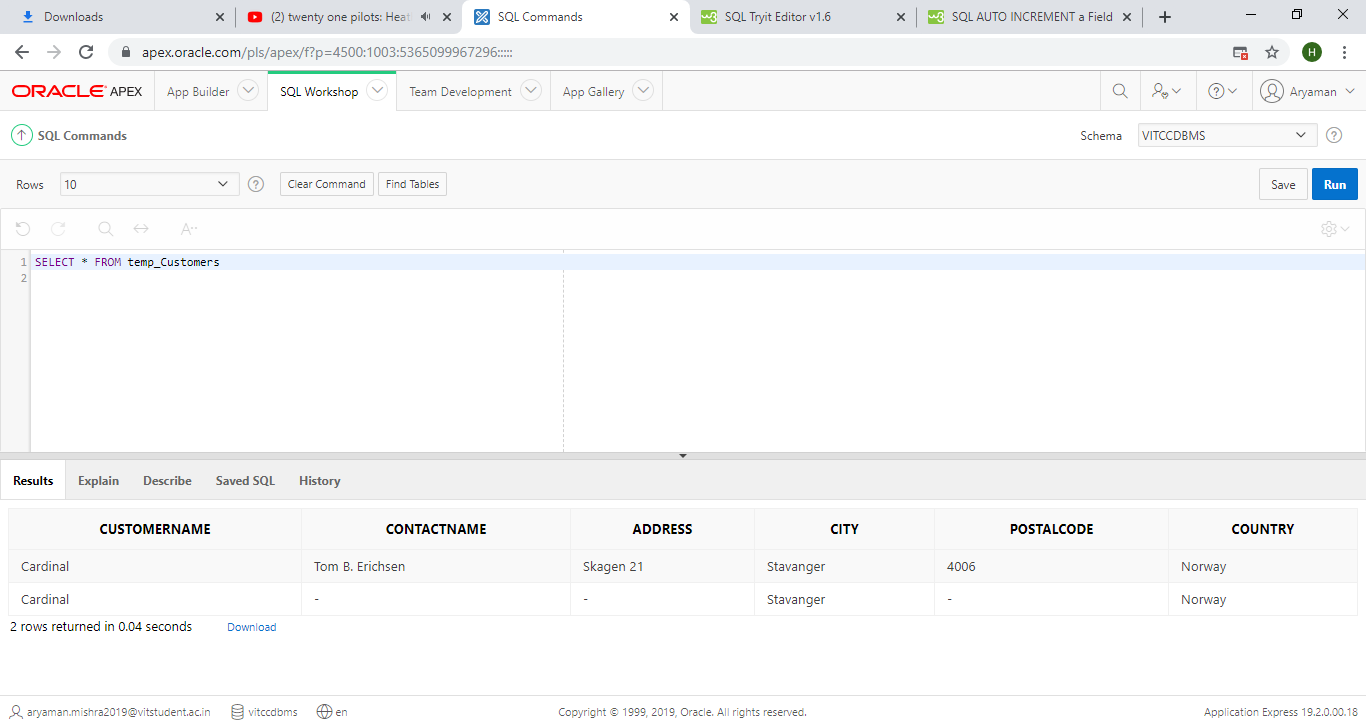 Downloads
(2) twenty one pilots: Heat
SQL Commands
SQL Tryit Editor v1.6
SQL AUTO INCREMENT a Field
apex.oracle.com/pls/apex/f?p=4500:1003:5365099967296:::::
H
ORACLE APEX
App Builder
SQL Workshop
Team Development
App Gallery
Aryaman
SQL Commands
Schema
VITCCDBMS
Rows
10
Clear Command
Find Tables
Save
Run
1 SELECT * FROM temp_Customers
2
Results
Explain
Describe
Saved SQL
History
CUSTOMERNAME CONTACTNAME ADDRESS CITY POSTALCODE COUNTRY
Cardinal Tom B. Erichsen Skagen 21 Stavanger 4006 Norway
Cardinal - - Stavanger - Norway
2 rows returned in 0.04 seconds
Download
aryaman.mishra2019@vitstudent.ac.in
vitccdbms
en
Copyright © 1999, 2019, Oracle. All rights reserved.
Application Express 19.2.0.00.18